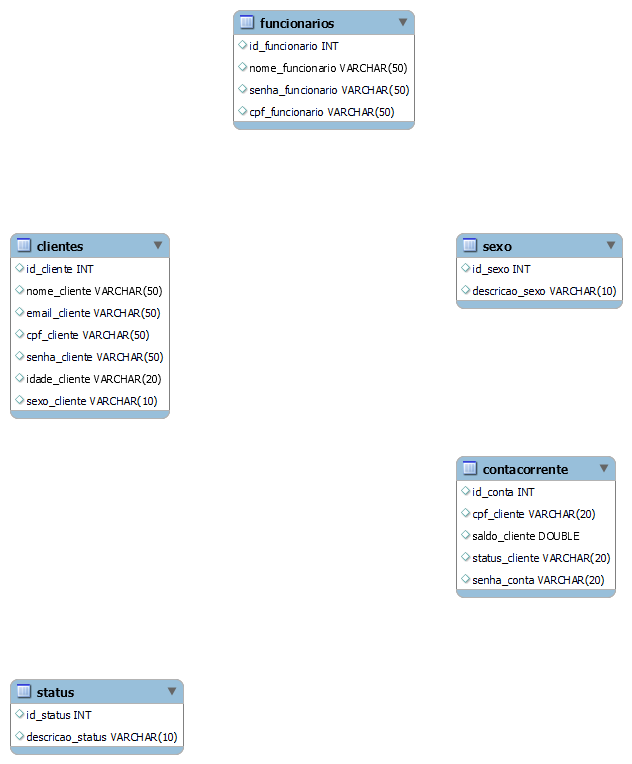 funcionarios
id_funcionario INT
nome_funcionario VARCHAR(50)
senha_funcionario VARCHAR(50)
cpf_funcionario VARCHAR(50)
clientes
id_cliente INT
nome_cliente VARCHAR(50)
email_cliente VARCHAR(50)
cpf_cliente VARCHAR(50)
senha_cliente VARCHAR(50)
idade_cliente VARCHAR(20)
sexo_cliente VARCHAR(10)
sexo
id_sexo INT
descricao_sexo VARCHAR(10)
contacorrente
id_conta INT
cpf_cliente VARCHAR(20)
saldo_cliente DOUBLE
status_cliente VARCHAR(20)
senha_conta VARCHAR(20)
status
id_status INT
descricao_status VARCHAR(10)